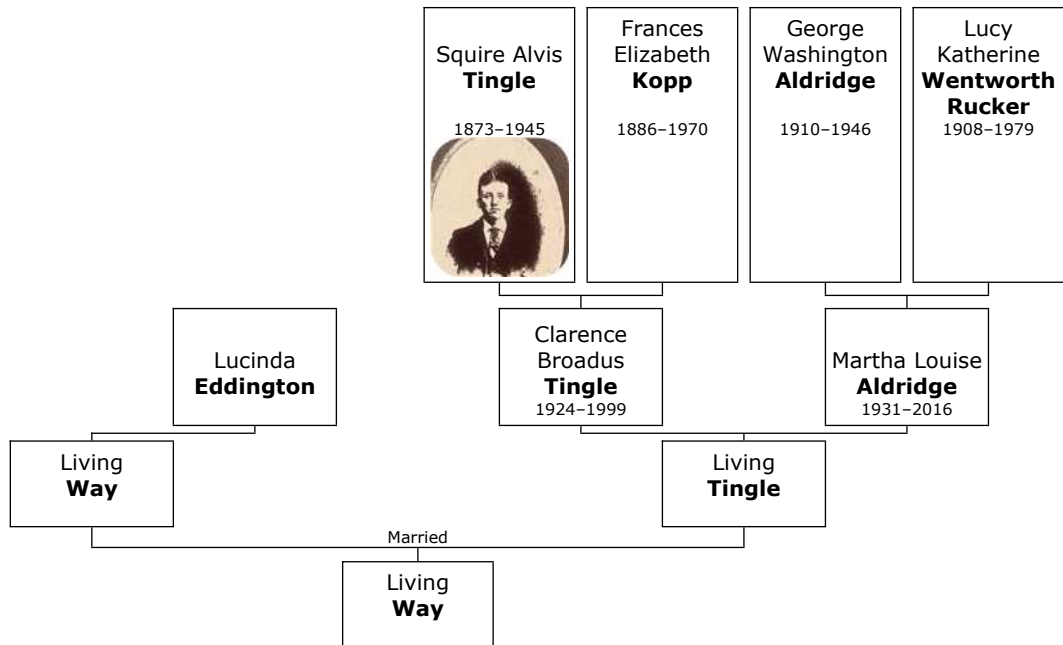 Squire Alvis
Tingle
1873–1945
Frances
Elizabeth
Kopp
1886–1970
George
Washington
Aldridge
1910–1946
Lucy
Katherine
Wentworth
Rucker
1908–1979
Lucinda
Eddington
Clarence
Broadus
Tingle
1924–1999
Martha Louise
Aldridge
1931–2016
Living
Way
Living
Tingle
Married
Living
Way